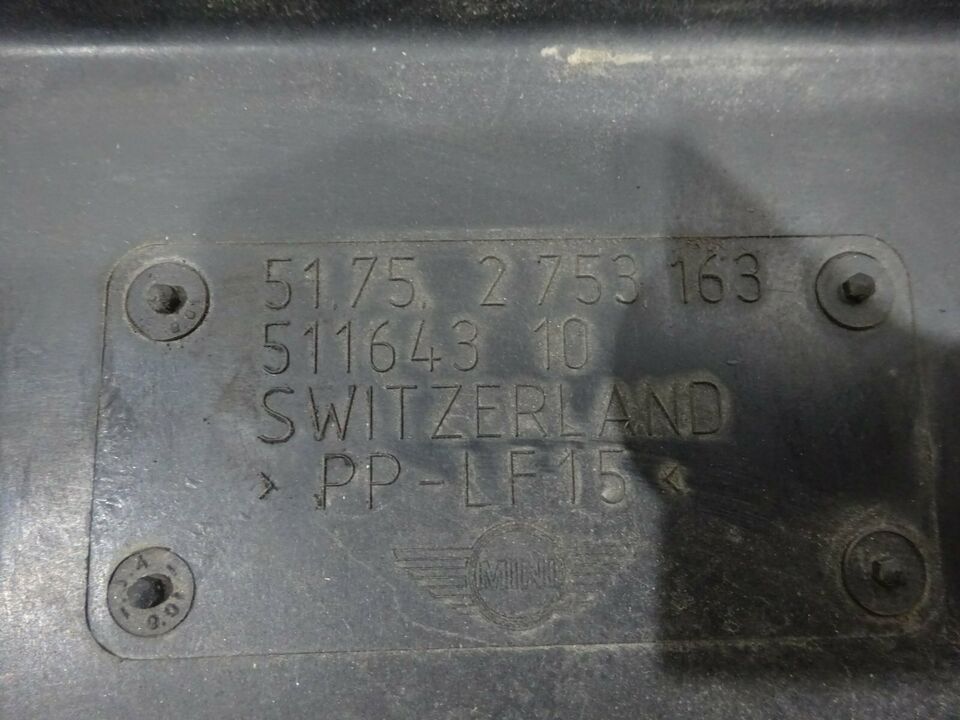 51.75. 2 753 163
511643 10
SWITZERLAND
> PP-LF15 <
MINI